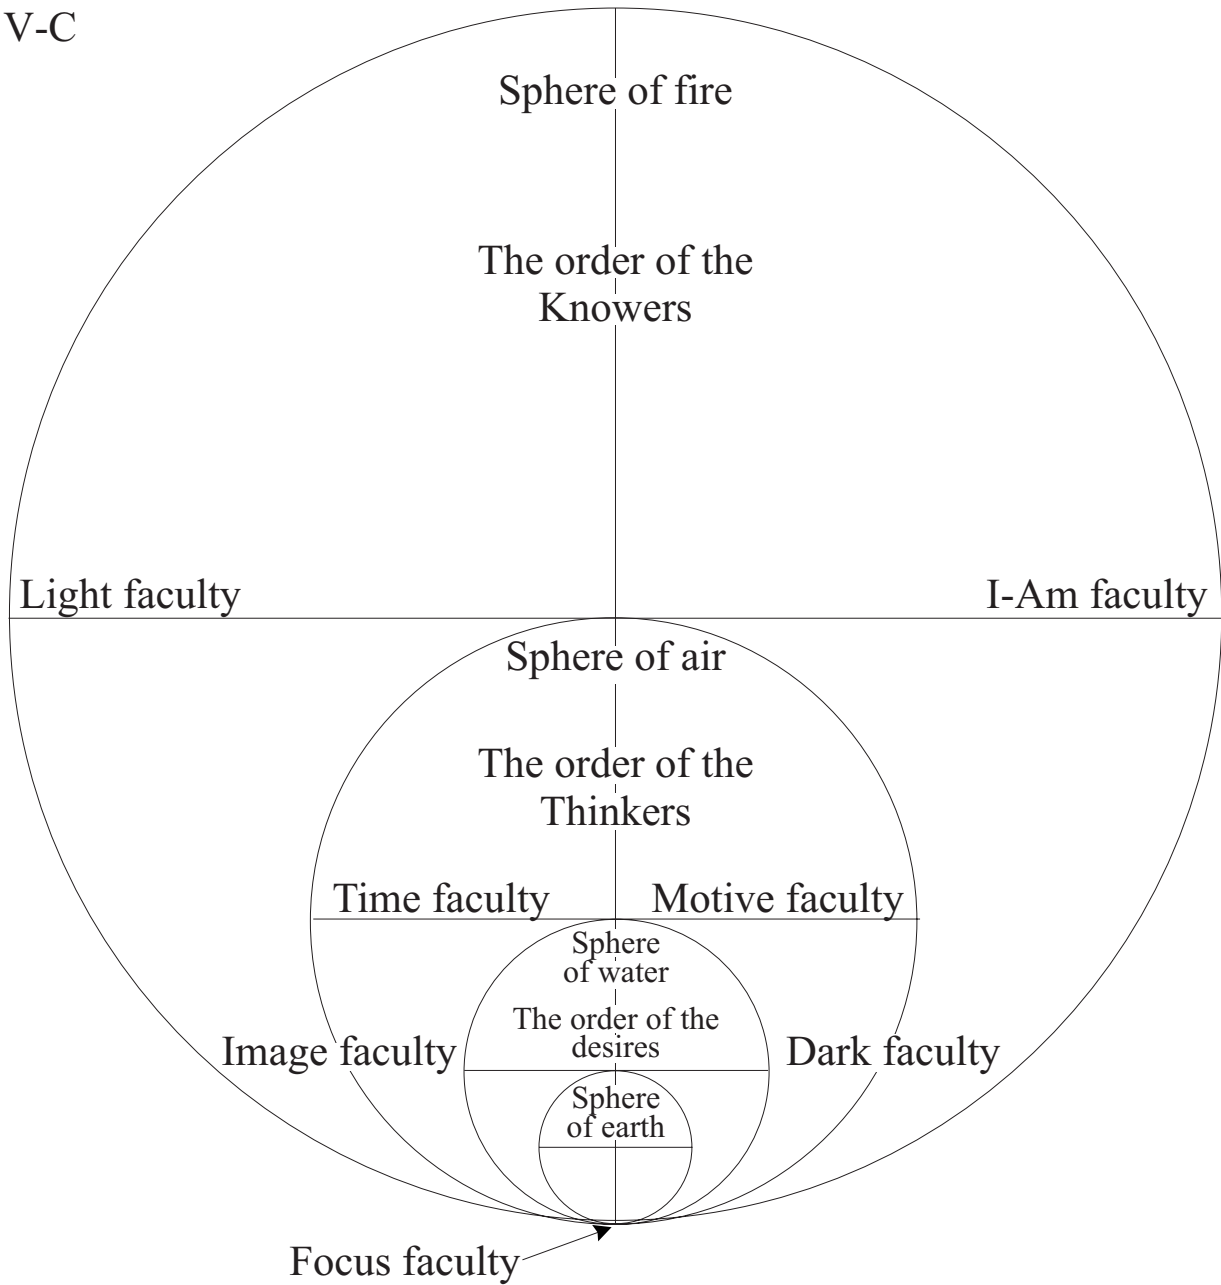 V-C
Sphere of fire
The order of the
Knowers
Light faculty
I-Am faculty
Sphere of air
The order of the
Thinkers
Time faculty
Motive faculty
Sphere
of water
The order of the
desires
Image faculty
Dark faculty
Sphere
of earth
Focus faculty